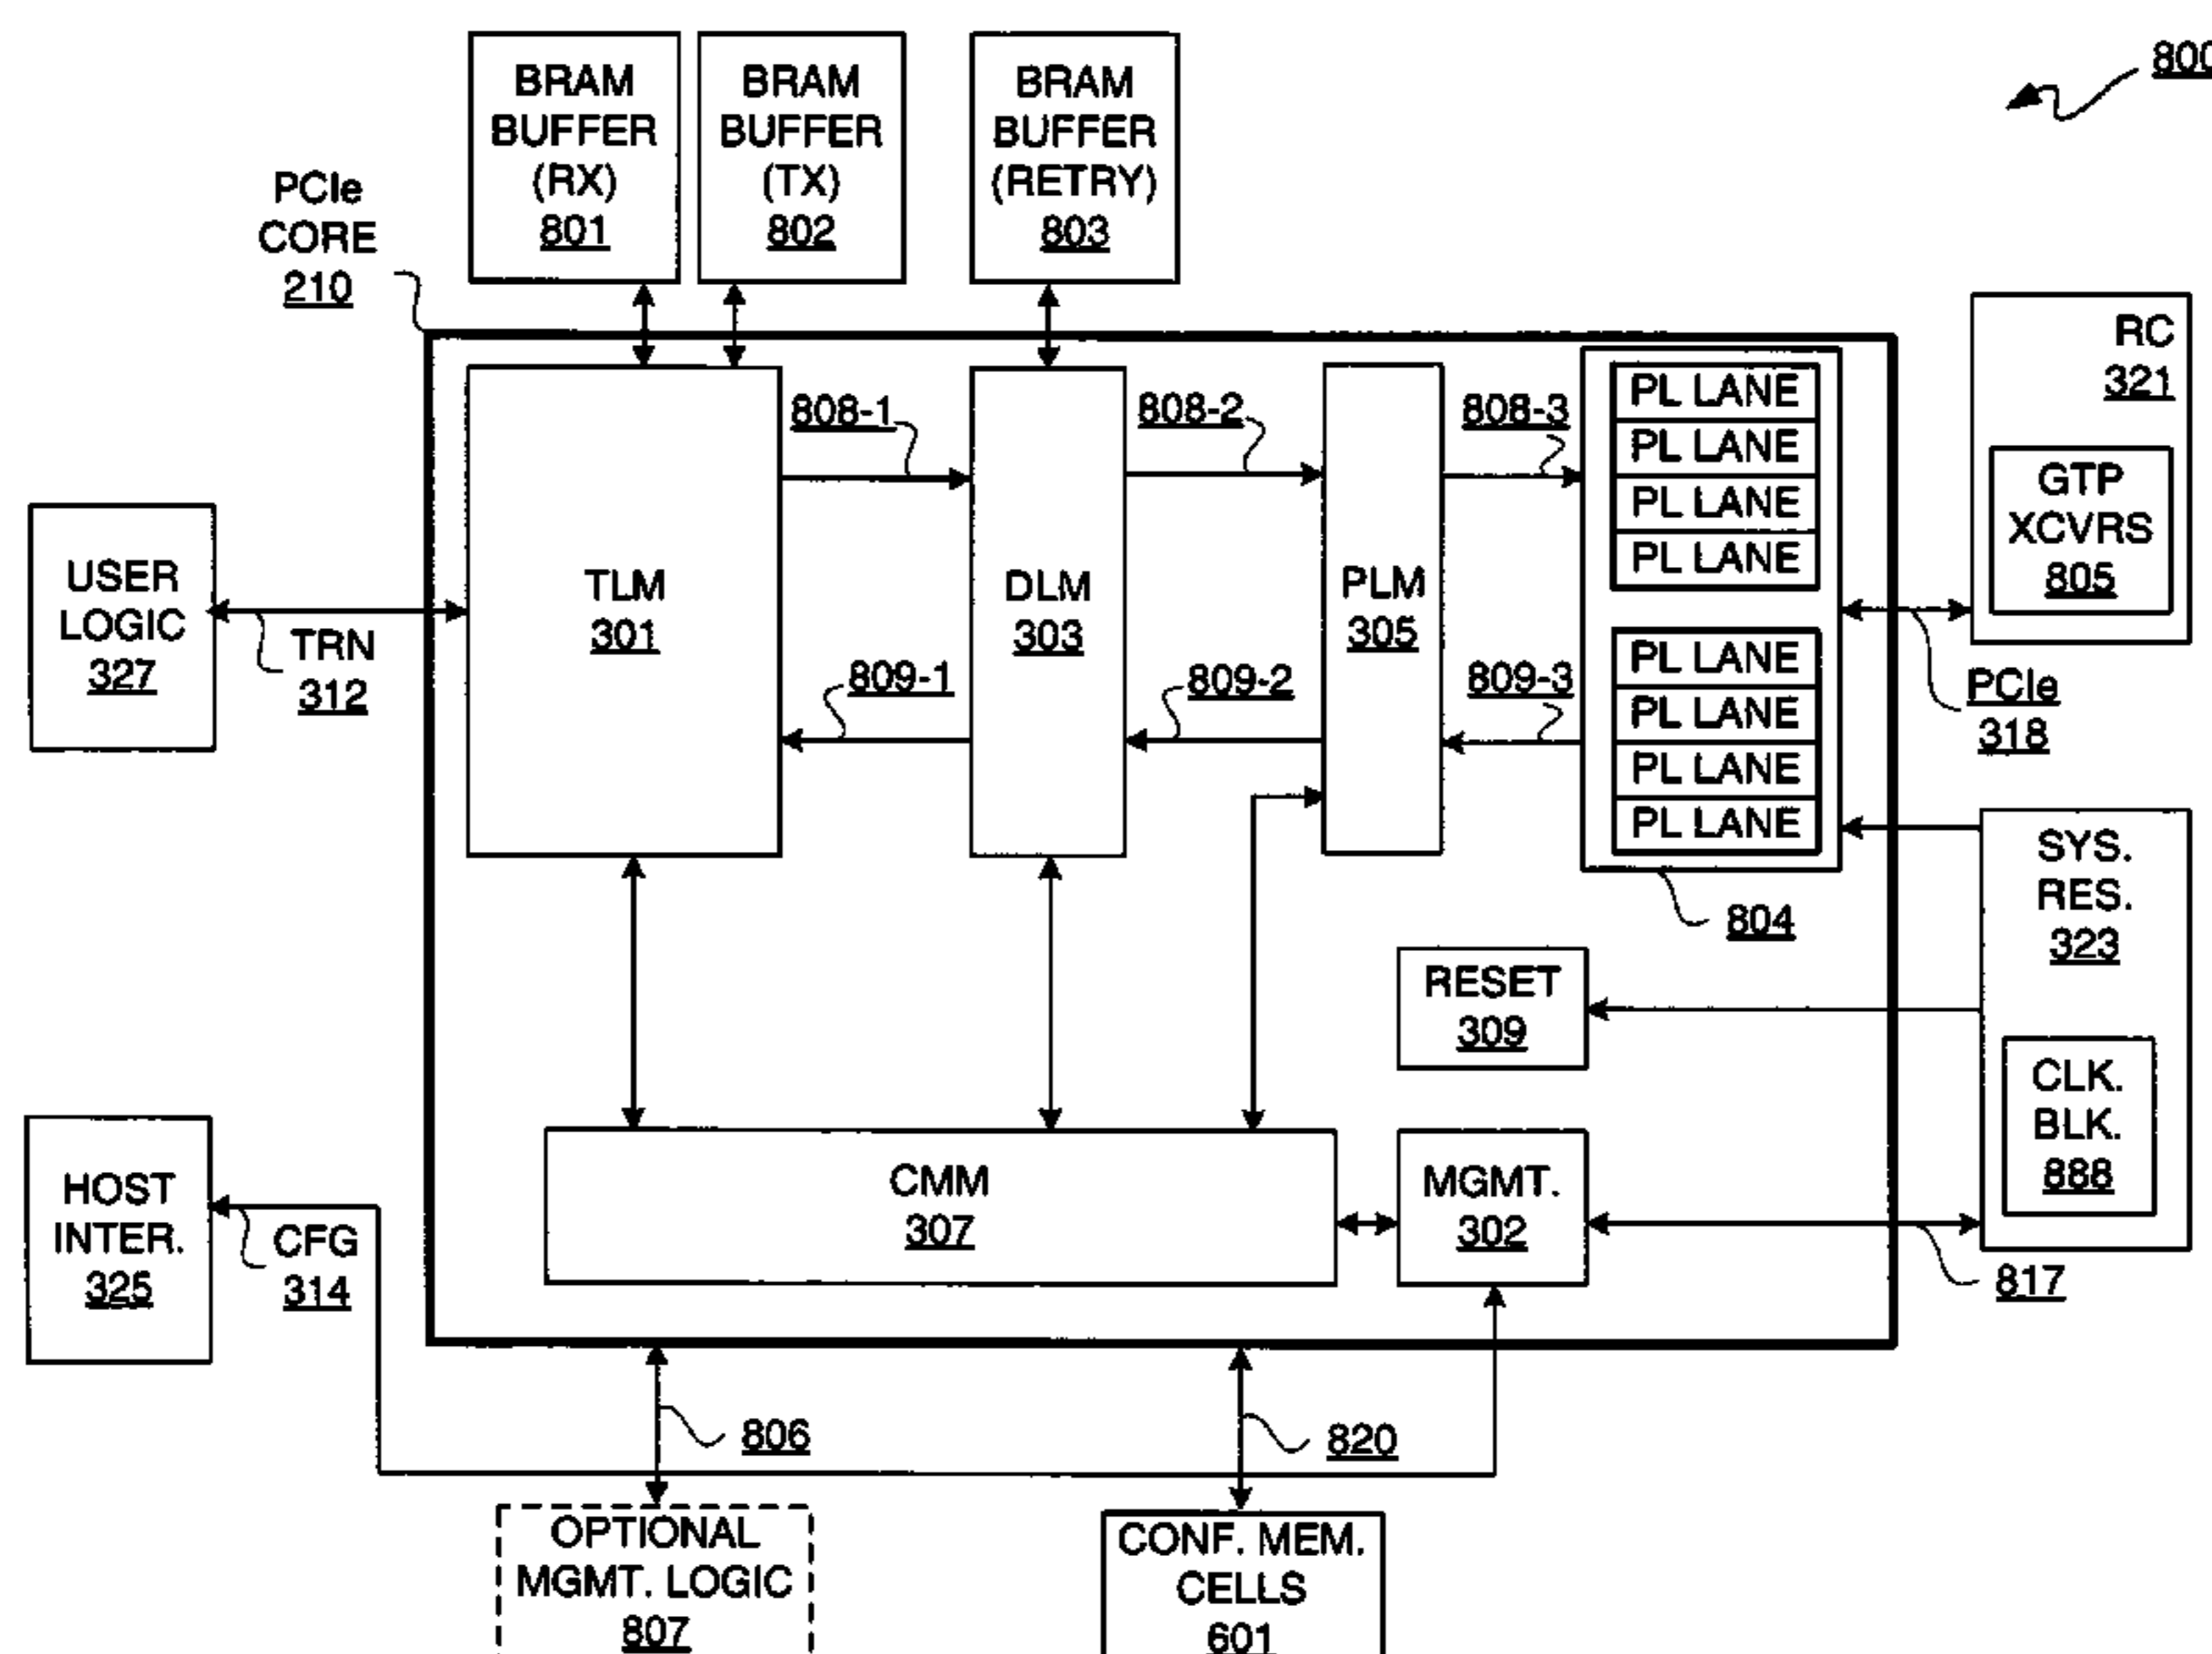 800
BRAM
BUFFER
(RX)
801
BRAM
BUFFER
(TX)
802
BRAM
BUFFER
(RETRY)
803
PCIe
CORE
210
RC
321
GTP
XCVRS
805
USER
LOGIC
327
TRN
312
TLM
301
808-1
809-1
DLM
303
808-2
809-2
PLM
305
808-3
809-3
PL LANE
PL LANE
PL LANE
PL LANE
PL LANE
PL LANE
PL LANE
PL LANE
804
PCIe
318
SYS.
RES.
323
CLK.
BLK.
888
RESET
309
HOST
INTER.
325
CFG
314
CMM
307
MGMT.
302
817
806
820
OPTIONAL
MGMT. LOGIC
807
CONF. MEM.
CELLS
601